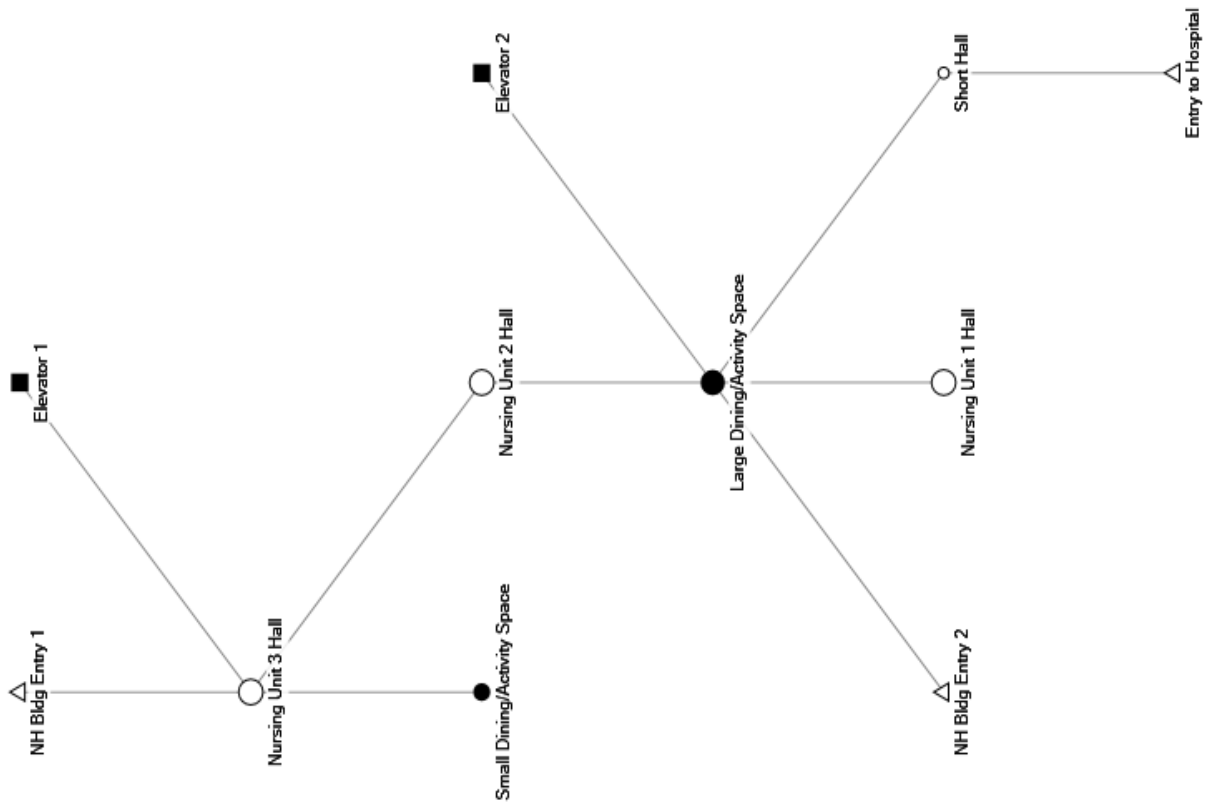 NH Bldg Entry 1
Elevator 1
Nursing Unit 3 Hall
Small Dining/Activity Space
Nursing Unit 2 Hall
Elevator 2
Large Dining/Activity Space
NH Bldg Entry 2
Nursing Unit 1 Hall
Short Hall
Entry to Hospital